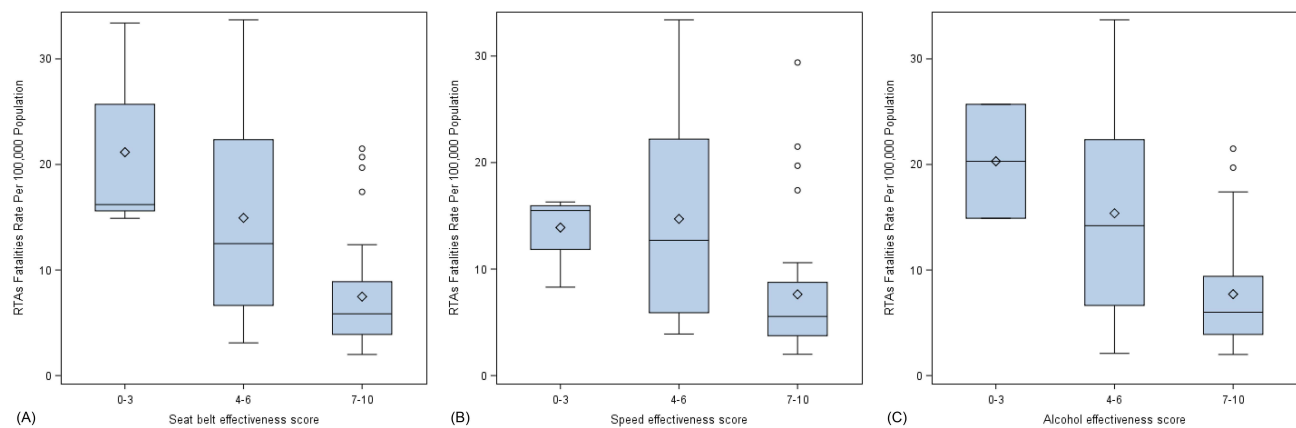 RTAs Fatalities Rate Per 100,000 Population
30
20
10
0
0-3
4-6
7-10
(A)
Seat belt effectiveness score
RTAs Fatalities Rate Per 100,000 Population
30
20
10
0
0-3
4-6
7-10
(B)
Speed effectiveness score
RTAs Fatalities Rate Per 100,000 Population
30
20
10
0
0-3
4-6
7-10
(C)
Alcohol effectiveness score